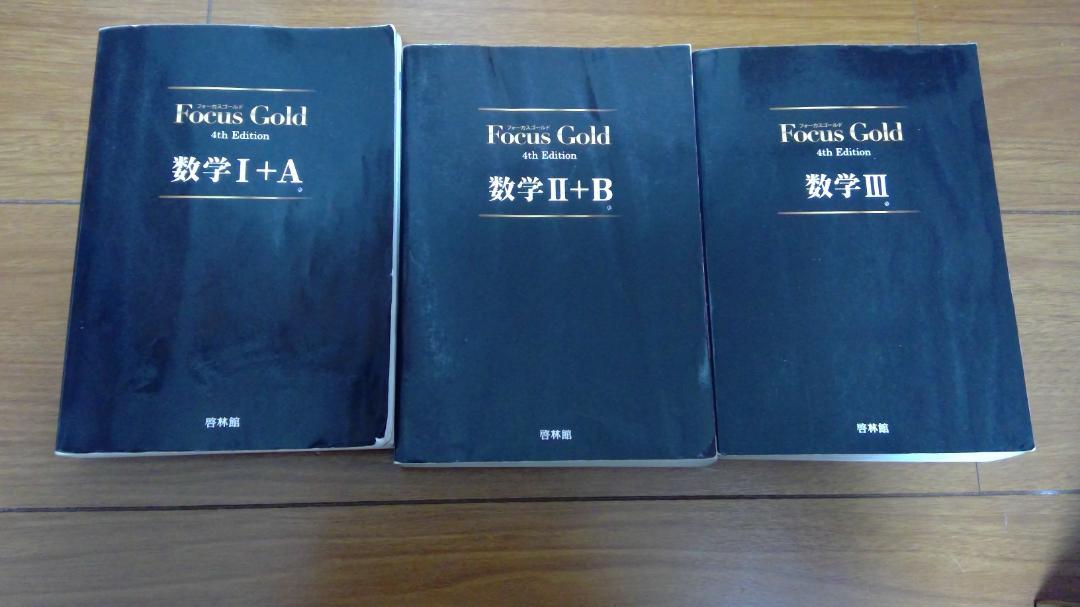 フォーカスゴールド
Focus Gold
4th Edition
数学Ⅰ+A
啓林館
フォーカスゴールド
Focus Gold
4th Edition
数学Ⅱ+B
啓林館
フォーカスゴールド
Focus Gold
4th Edition
数学Ⅲ
啓林館